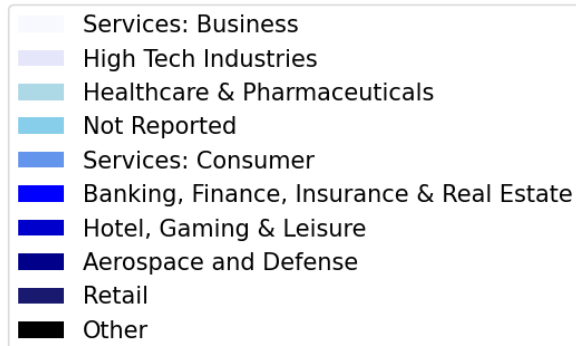 Services: Business
High Tech Industries
Healthcare & Pharmaceuticals
Not Reported
Services: Consumer
Banking, Finance, Insurance & Real Estate
Hotel, Gaming & Leisure
Aerospace and Defense
Retail
Other